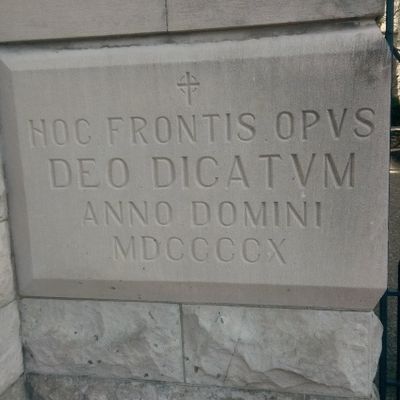 HOC FRONTIS OPVS
DEO DICATVM
ANNO DOMINI
MDCCCCX